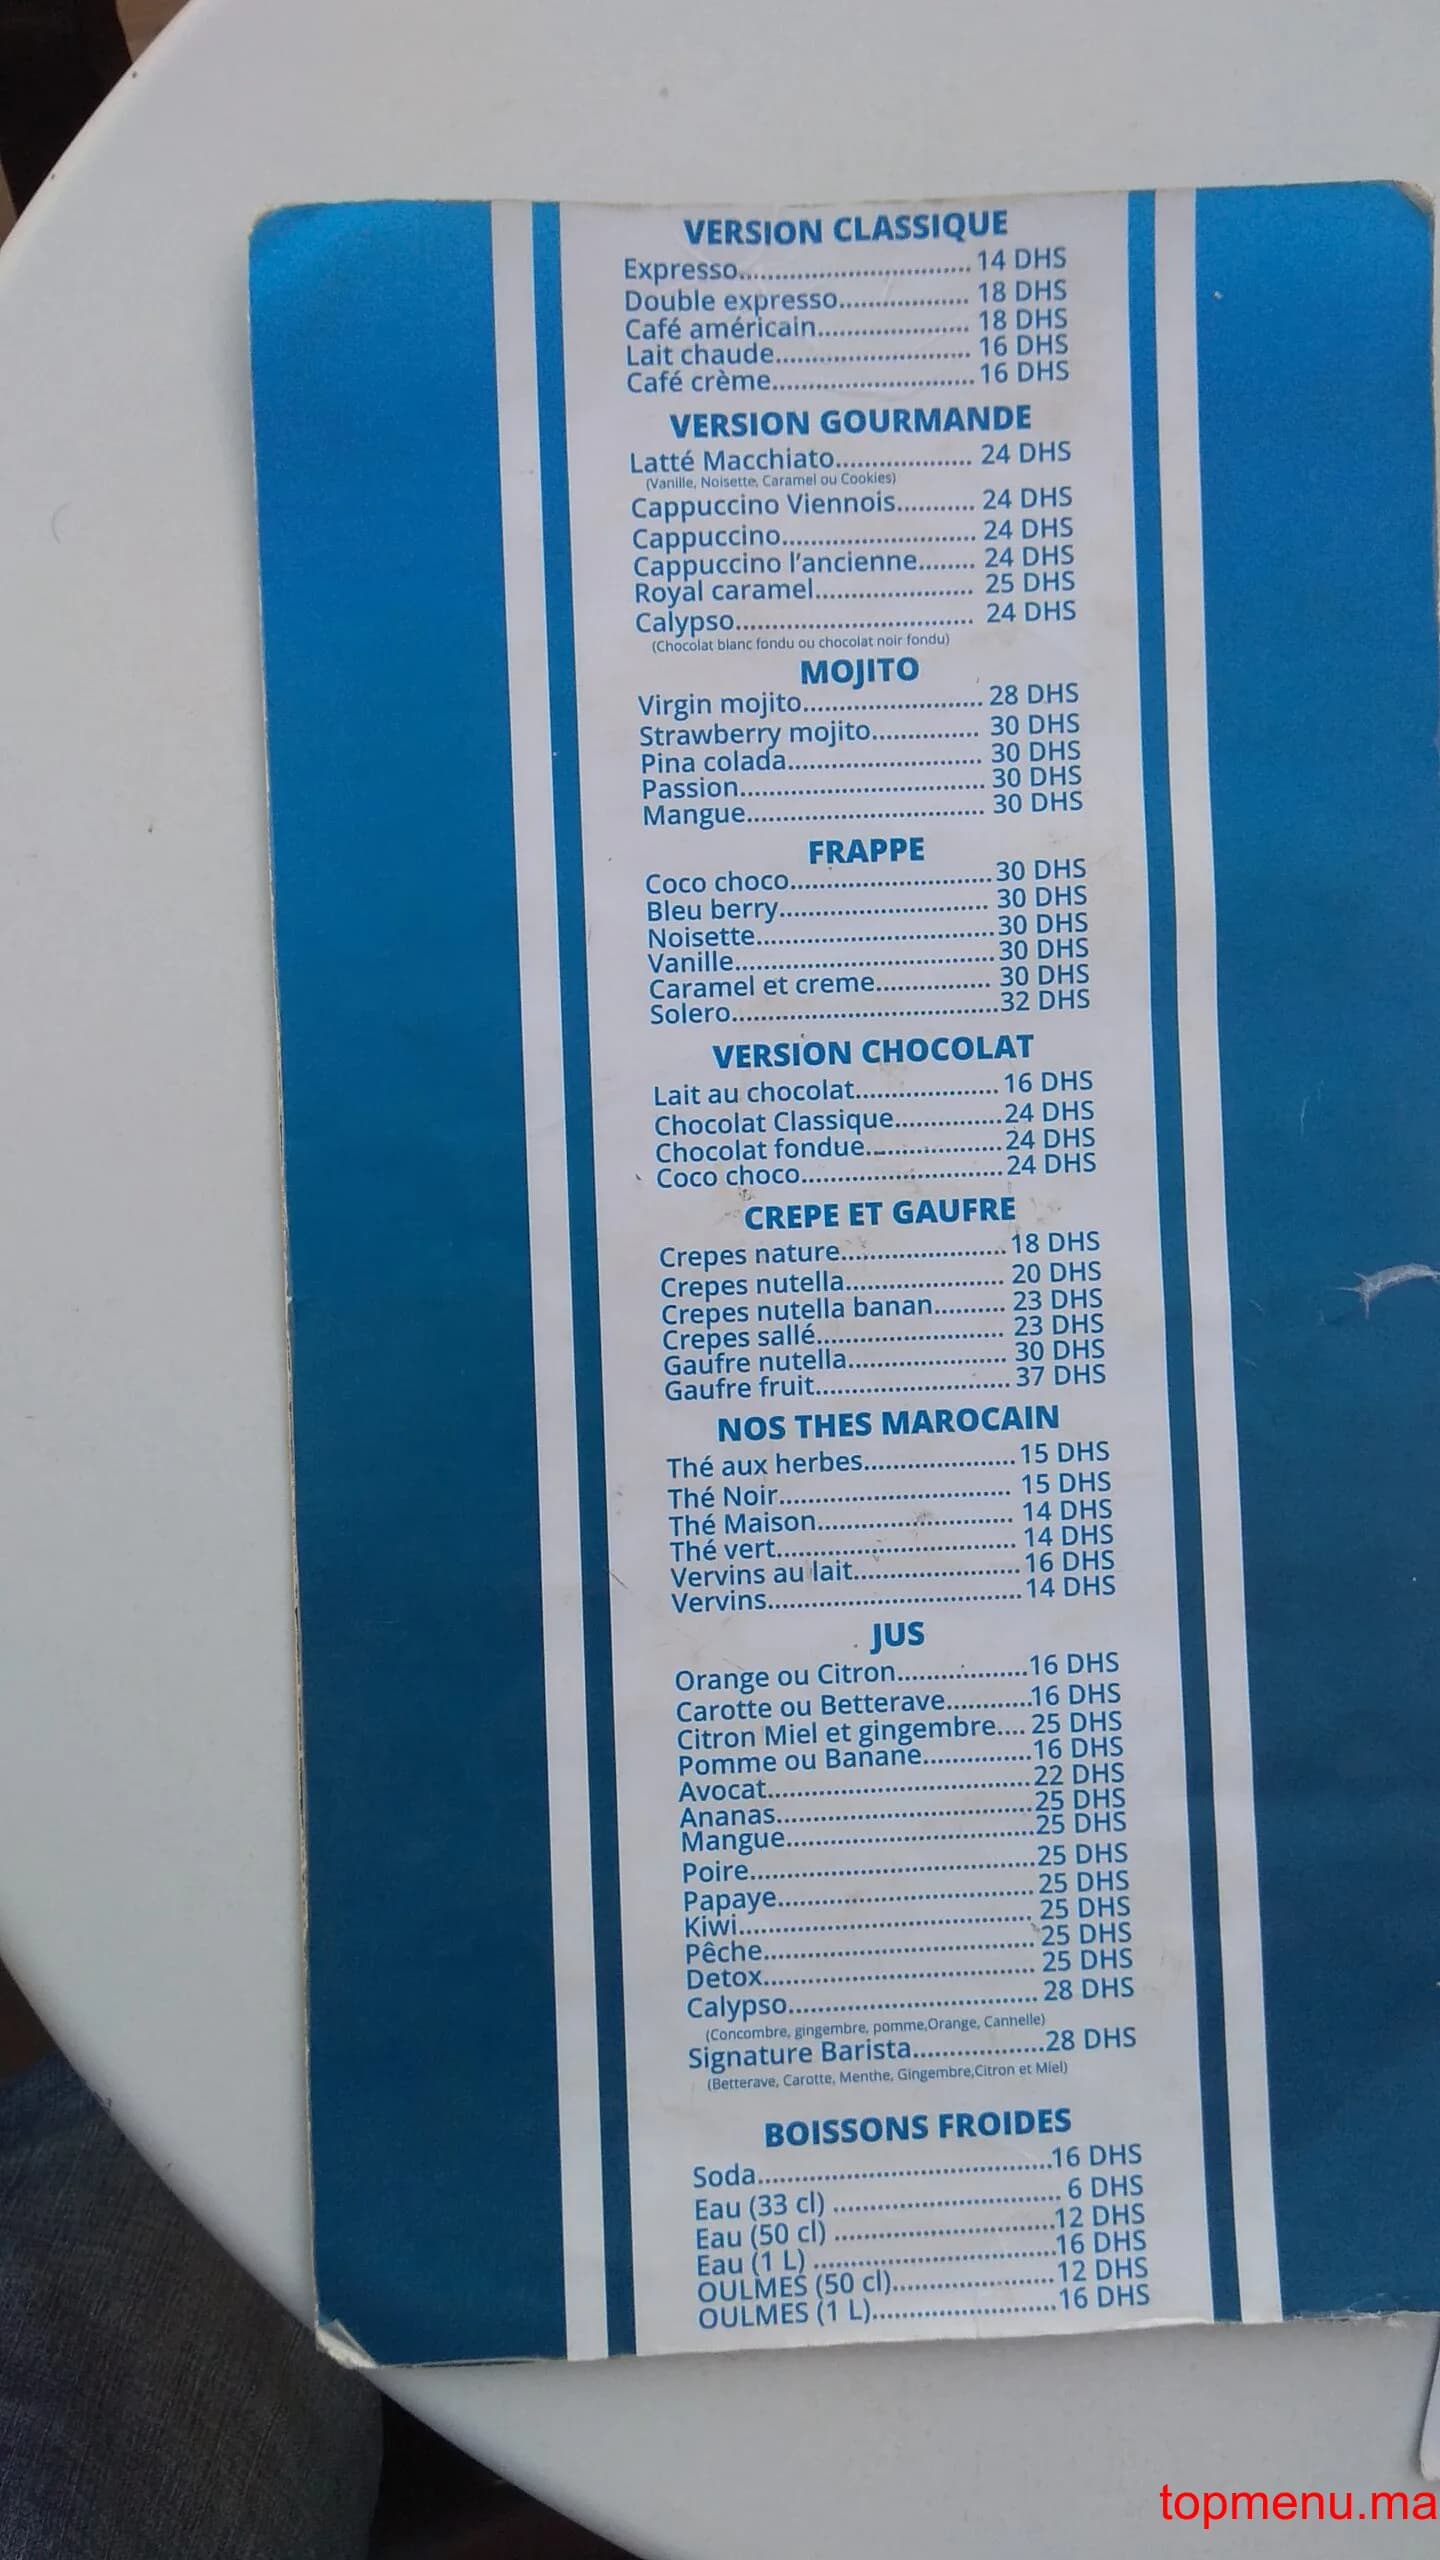 VERSION CLASSIQUE
Expresso................................ 14 DHS
Double expresso.................. 18 DHS
Café américain..................... 18 DHS
Lait chaude........................... 16 DHS
Café crème............................ 16 DHS
VERSION GOURMANDE
Latté Macchiato................... 24 DHS
(Vanille, Noisette, Caramel ou Cookies)
Cappuccino Viennois........... 24 DHS
Cappuccino........................... 24 DHS
Cappuccino l'ancienne........ 24 DHS
Royal caramel...................... 25 DHS
Calypso................................. 24 DHS
(Chocolat blanc fondu ou chocolat noir fondu)
MOJITO
Virgin mojito......................... 28 DHS
Strawberry mojito............... 30 DHS
Pina colada........................... 30 DHS
Passion.................................. 30 DHS
Mangue................................. 30 DHS
FRAPPE
Coco choco............................30 DHS
Bleu berry............................. 30 DHS
Noisette.................................30 DHS
Vanille....................................30 DHS
Caramel et creme................ 30 DHS
Solero.....................................32 DHS
VERSION CHOCOLAT
Lait au chocolat.................... 16 DHS
Chocolat Classique...............24 DHS
Chocolat fondue...................24 DHS
Coco choco............................24 DHS
CREPE ET GAUFRE
Crepes nature....................... 18 DHS
Crepes nutella...................... 20 DHS
Crepes nutella banan.......... 23 DHS
Crepes sallé.......................... 23 DHS
Gaufre nutella...................... 30 DHS
Gaufre fruit........................... 37 DHS
NOS THES MAROCAIN
Thé aux herbes..................... 15 DHS
Thé Noir................................ 15 DHS
Thé Maison........................... 14 DHS
Thé vert................................. 14 DHS
Vervins au lait....................... 16 DHS
Vervins................................... 14 DHS
JUS
Orange ou Citron..................16 DHS
Carotte ou Betterave............16 DHS
Citron Miel et gingembre.... 25 DHS
Pomme ou Banane...............16 DHS
Avocat....................................22 DHS
Ananas...................................25 DHS
Mangue..................................25 DHS
Poire.......................................25 DHS
Papaye................................... 25 DHS
Kiwi........................................ 25 DHS
Pêche..................................... 25 DHS
Detox..................................... 25 DHS
Calypso.................................. 28 DHS
(Concombre, gingembre, pomme,Orange, Cannelle)
Signature Barista..................28 DHS
(Betterave, Carotte, Menthe, Gingembre,Citron et Miel)
BOISSONS FROIDES
Soda........................................16 DHS
Eau (33 cl) ............................... 6 DHS
Eau (50 cl) ..............................12 DHS
Eau (1 L) .................................16 DHS
OULMES (50 cl)...................... 12 DHS
OULMES (1 L).........................16 DHS
topmenu.ma